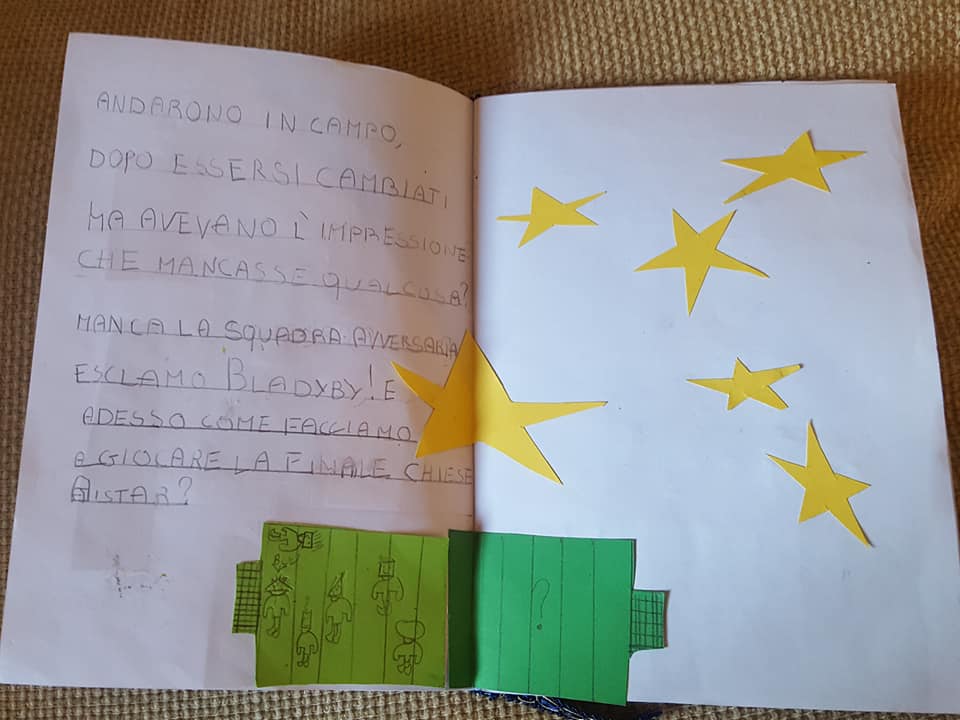 ANDARONO IN CAMPO,
DOPO ESSERSI CAMBIATI
MA AVEVANO L'IMPRESSIONE
CHE MANCASSE QUALCOSA?
MANCA LA SQUADRA AVVERSARIA
ESCLAMO BLADYBY! E
ADESSO COME FACCIAMO
A GIOCARE LA FINALE CHIESE
AISTAR?
?